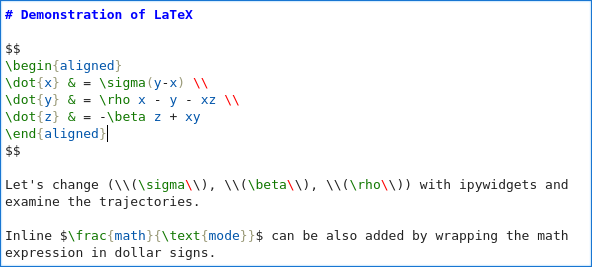 # Demonstration of LaTeX
$$
\begin{aligned}
\dot{x} & = \sigma(y-x) \\
\dot{y} & = \rho x - y - xz \\
\dot{z} & = -\beta z + xy
\end{aligned}
$$
Let's change (\\(\sigma\\), \\(\beta\\), \\(\rho\\)) with ipywidgets and
examine the trajectories.
Inline $\frac{math}{\text{mode}}$ can be also added by wrapping the math
expression in dollar signs.